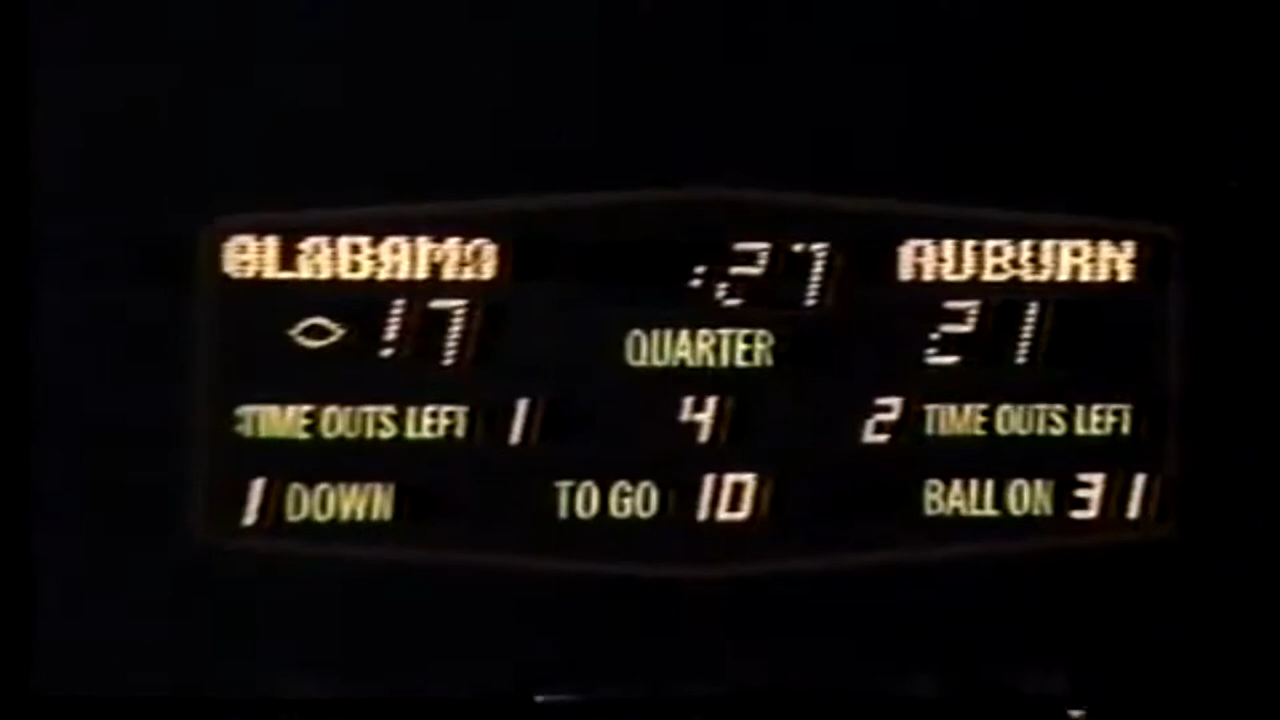 ALABAMA :27 AUBURN
17 QUARTER 21
TIME OUTS LEFT 1 4 2 TIME OUTS LEFT
1 DOWN TO GO 10 BALL ON 31